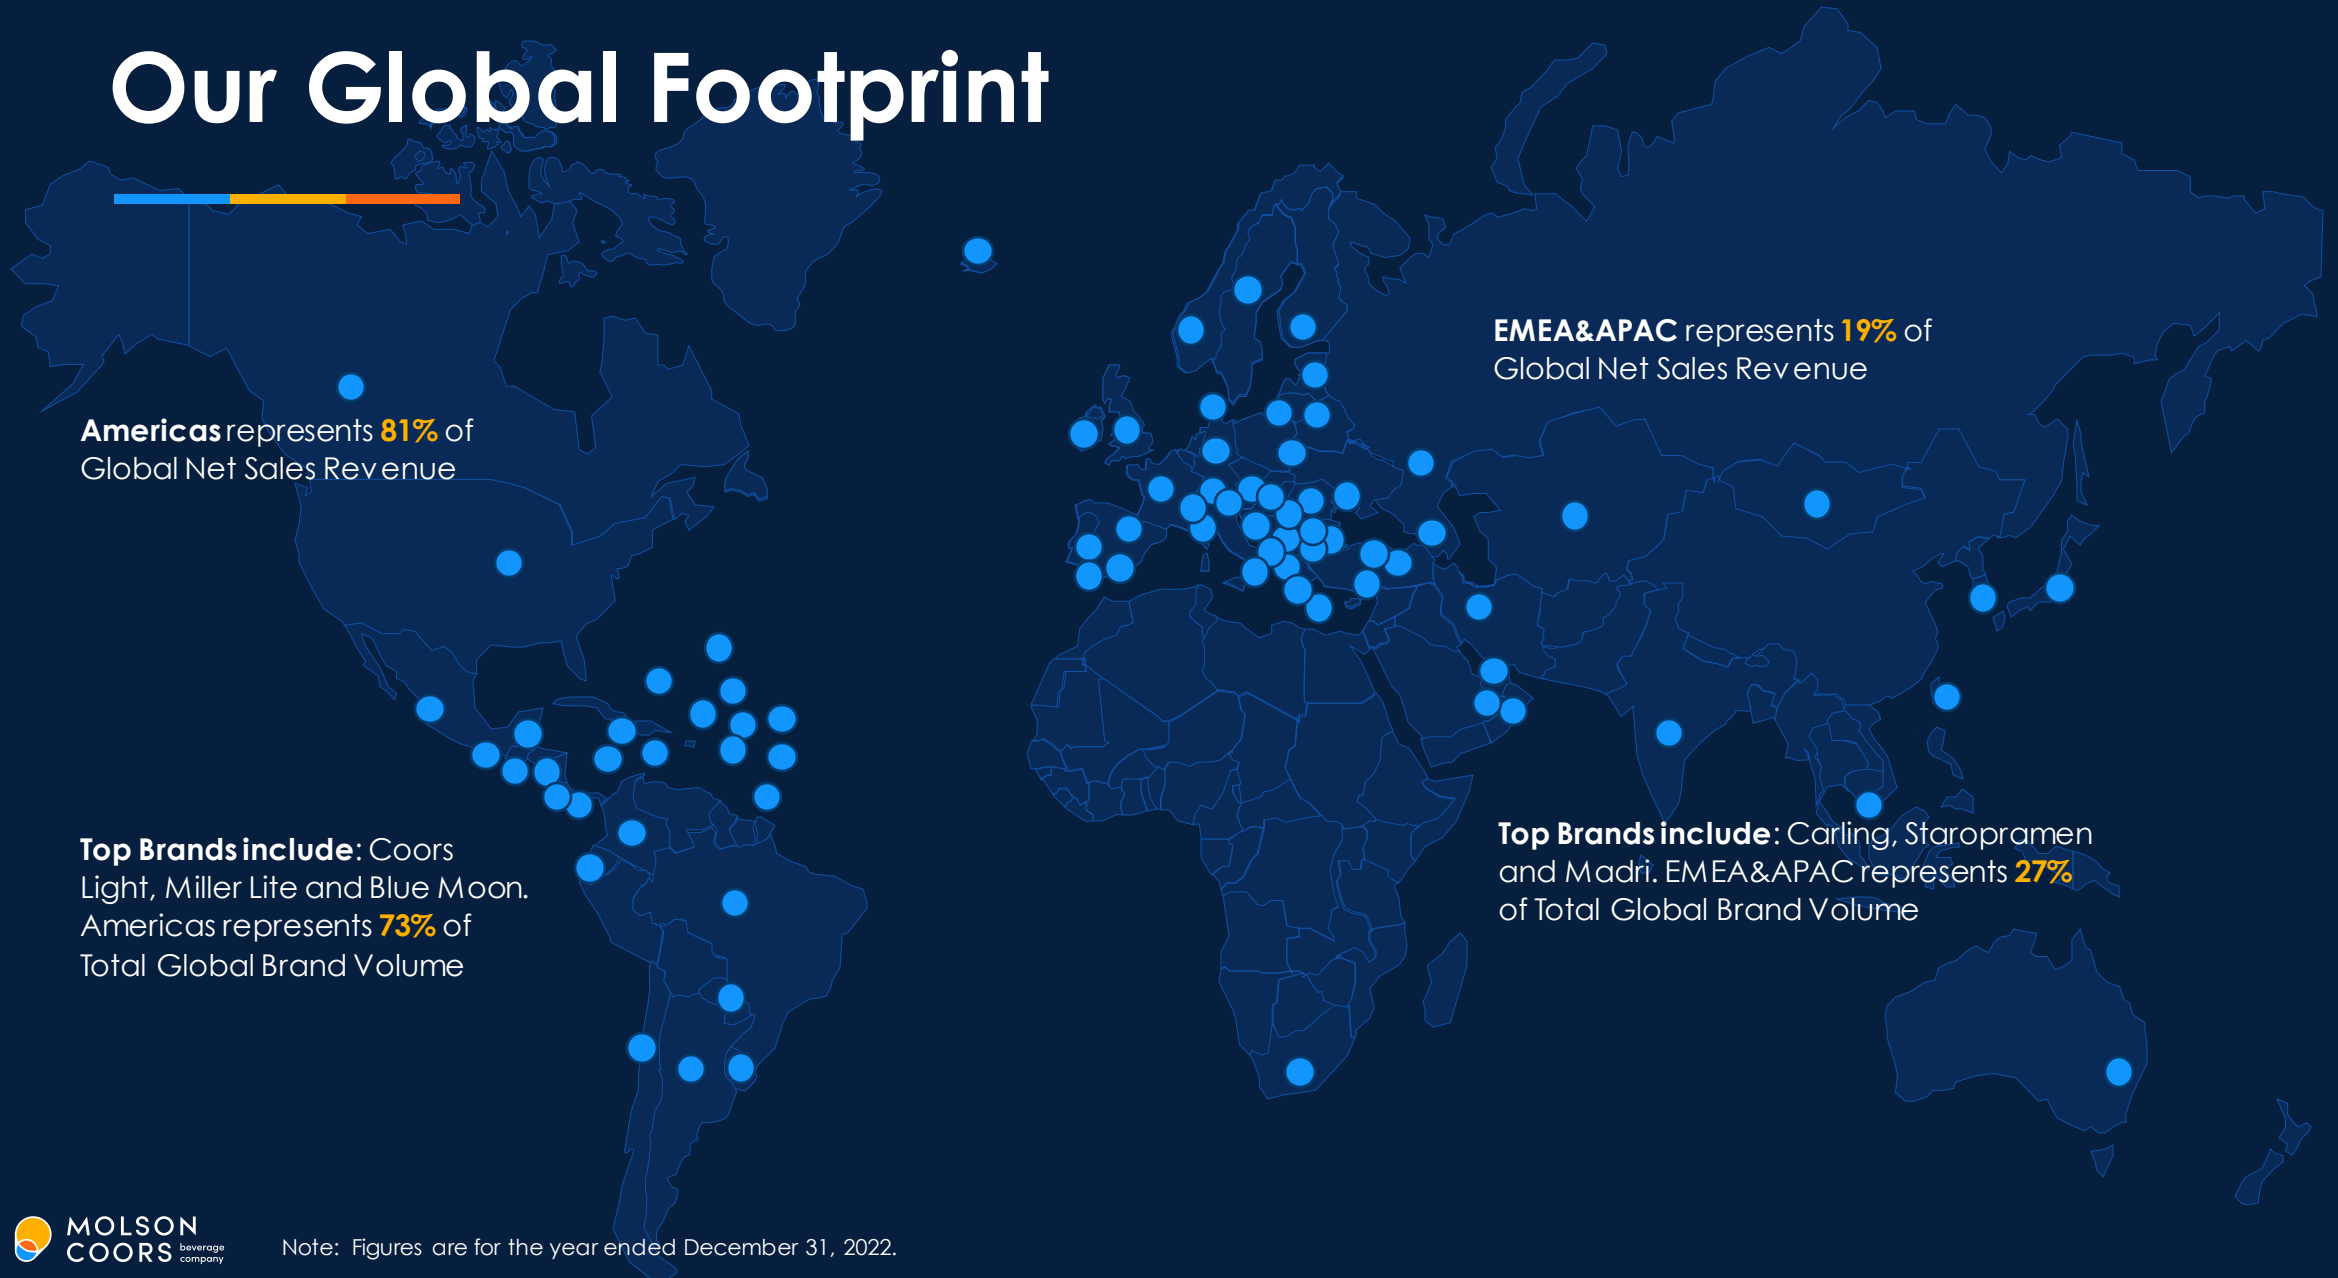 Our Global Footprint
Americas represents 81% of
Global Net Sales Revenue
EMEA&APAC represents 19% of
Global Net Sales Revenue
Top Brands include: Coors
Light, Miller Lite and Blue Moon.
Americas represents 73% of
Total Global Brand Volume
Top Brands include: Carling, Staropramen
and Madri. EMEA&APAC represents 27%
of Total Global Brand Volume
MOLSON
COORS beverage
company
Note: Figures are for the year ended December 31, 2022.